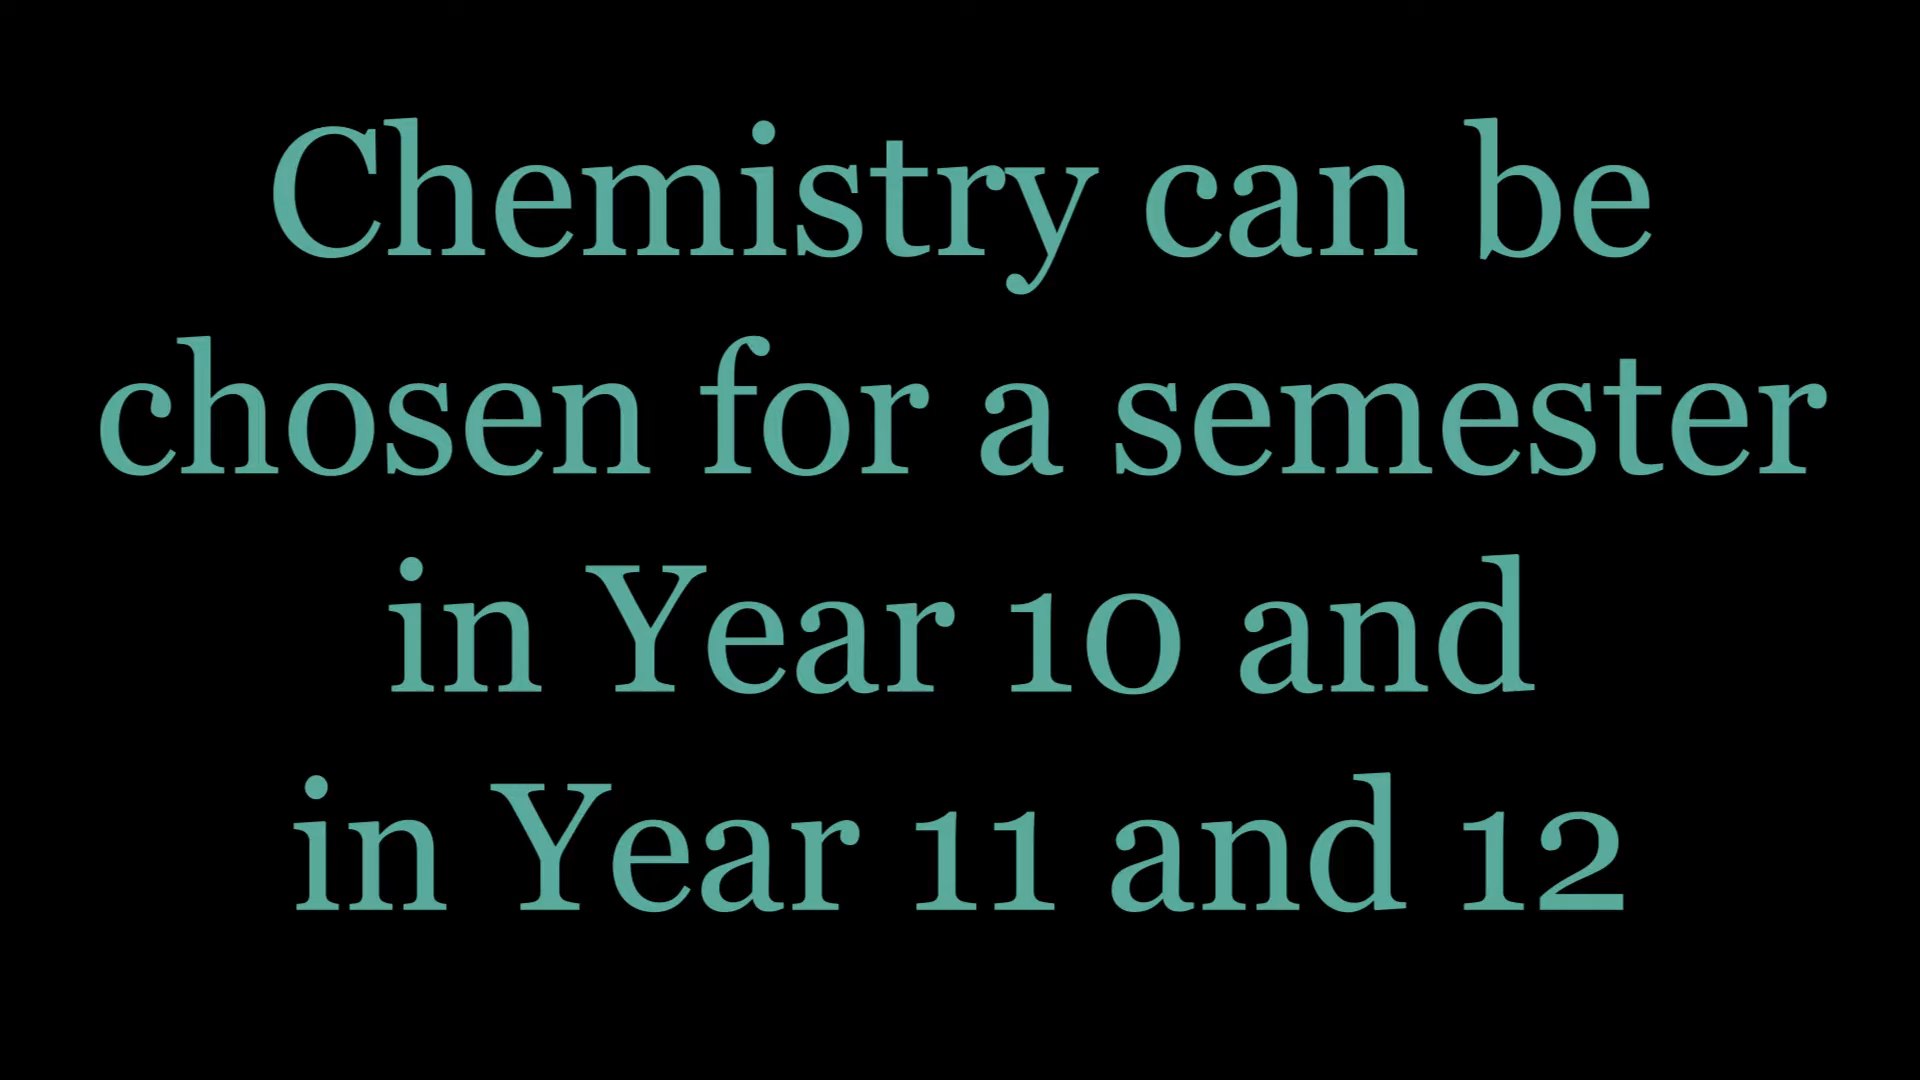 Chemistry can be
chosen for a semester
in Year 10 and
in Year 11 and 12